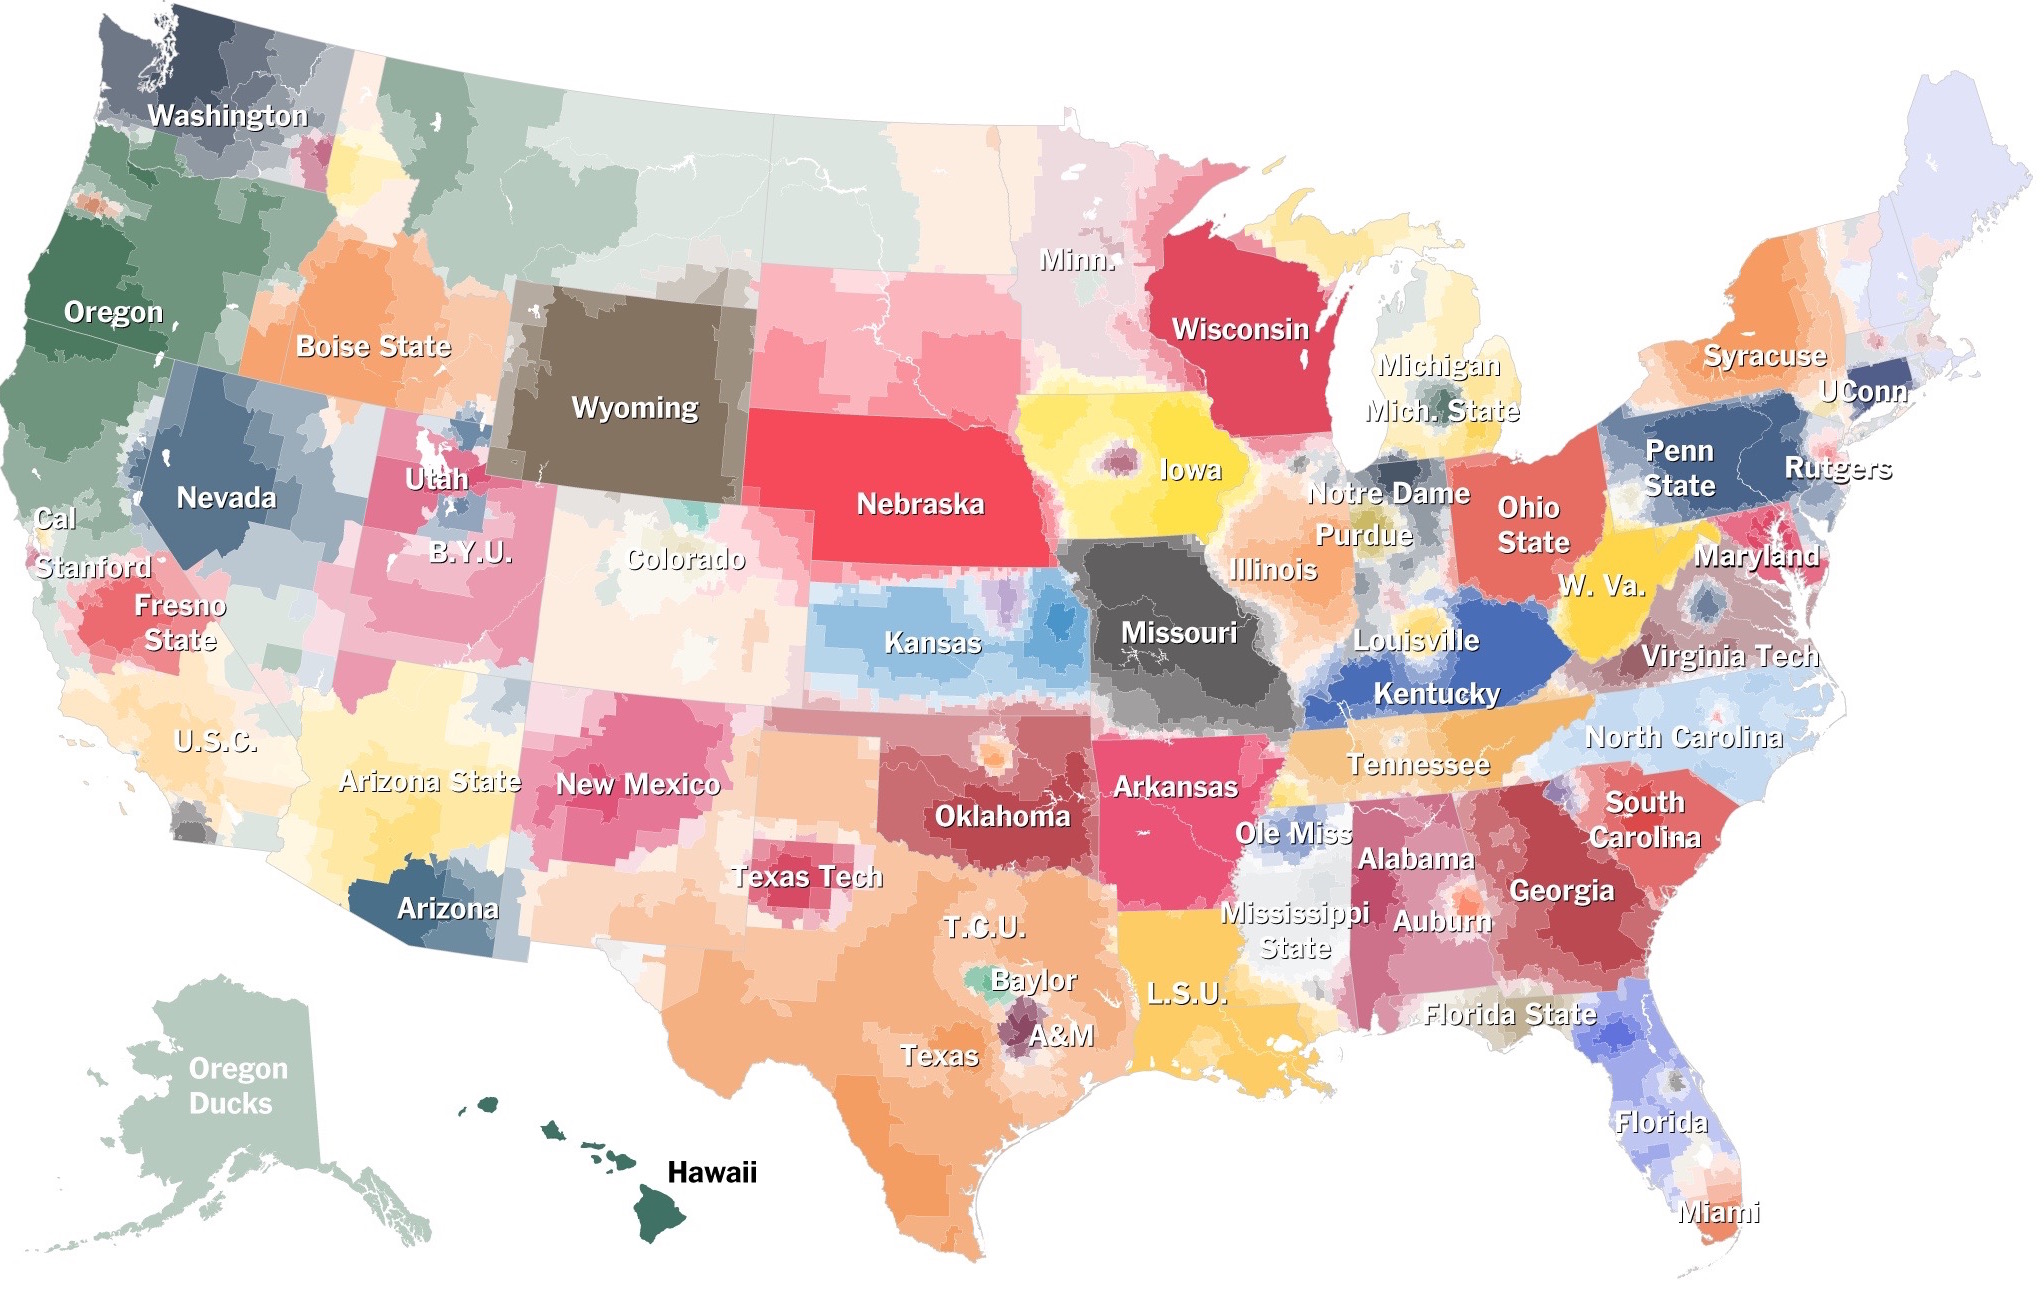 Washington
Oregon
Boise State
Minn.
Wisconsin
Michigan
Mich. State
Syracuse
UConn
Wyoming
Nebraska
Iowa
Notre Dame
Purdue
Illinois
Ohio
State
Penn
State
Rutgers
Nevada
Utah
B.Y.U.
Colorado
Cal
Stanford
Fresno
State
Kansas
Missouri
Louisville
Kentucky
W. Va.
Maryland
Virginia Tech
U.S.C.
Arizona State
New Mexico
Oklahoma
Arkansas
Tennessee
North Carolina
South
Carolina
Ole Miss
Alabama
Georgia
Arizona
Texas Tech
T.C.U.
Mississippi
State
Auburn
Baylor
L.S.U.
Florida State
A&M
Texas
Oregon
Ducks
Hawaii
Florida
Miami